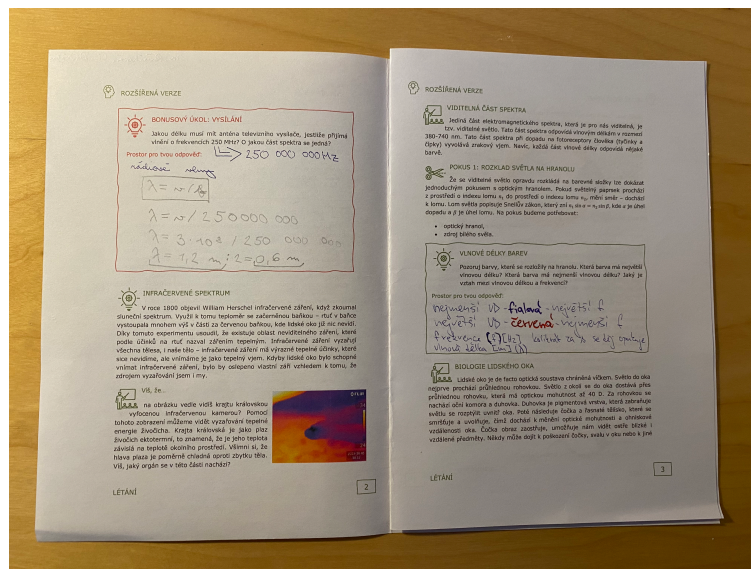 ROZŠÍŘENÁ VERZE
BONUSOVÝ ÚKOL: VYSÍLÁNÍ
Jakou délku musí mít anténa televizního vysílače, jestliže přijímá
vlnění o frekvencích 250 MHz? O jakou část spektra se jedná?
Prostor pro tvou odpověď:
250 000 000Hz
rádiové vlny
λ = v/f
λ = v/250000 000
λ = 3·10⁸ / 250 000 000
λ = 1,2 m : 2 = 0,6 m
INFRAČERVENÉ SPEKTRUM
V roce 1800 objevil William Herschel infračervené záření, když zkoumal
sluneční spektrum. Využil k tomu teploměr se začerněnou baňkou – rtuť v baňce
vystoupala mnohem výš v části za červenou baňkou, kde lidské oko již nic nevidí.
Díky tomuto experimentu usoudil, že existuje oblast neviditelného záření, které
podle účinků na rtuť nazval zářením tepelným. Infračervené záření vyzařují
všechna tělesa, i naše tělo – infračervené záření má výrazné tepelné účinky, které
sice nevidíme, ale vnímáme je jako tepelný vjem. Kdyby lidské oko bylo schopné
vnímat infračervené záření, bylo by oslepeno vlastní září vzhledem k tomu, že
zdrojem vyzařování jsem i my.
Víš, že...
na obrázku vedle vidíš krajtu královskou
vyfocenou infračervenou kamerou? Pomocí
tohoto zobrazení můžeme vidět vyzařování tepelné
energie živočicha. Krajta královská je jako plaz
živočich ektotermní, to znamená, že je jeho teplota
závislá na teplotě okolního prostředí. Všimni si, že
hlava plaza je poměrně chladná oproti zbytku těla.
Víš, jaký orgán se v této části nachází?
LÉTÁNÍ
2
ROZŠÍŘENÁ VERZE
VIDITELNÁ ČÁST SPEKTRA
Jediná část elektromagnetického spektra, která je pro nás viditelná, je
tzv. viditelné světlo. Tato část spektra odpovídá vlnovým délkám v rozmezí
380-740 nm. Tato část spektra při dopadu na fotoreceptory člověka (tyčinky a
čípky) vyvolává zrakový vjem. Navíc, každá část vlnové délky odpovídá nějaké
barvě.
POKUS 1: ROZKLAD SVĚTLA NA HRANOLU
Že se viditelné světlo opravdu rozkládá na barevné složky lze dokázat
jednoduchým pokusem s optickým hranolem. Pokud světelný paprsek prochází
z prostředí o indexu lomu n₁ do prostředí o indexu lomu n₂, mění směr – dochází
k lomu. Lom světla popisuje Snellův zákon, který zní n₁ sin α = n₂ sin β, kde α je úhel
dopadu a β je úhel lomu. Na pokus budeme potřebovat:
• optický hranol,
• zdroj bílého světla.
VLNOVÉ DÉLKY BAREV
Pozoruj barvy, které se rozložily na hranolu. Která barva má největší
vlnovou délku? Která barva má nejmenší vlnovou délku? Jaký je
vztah mezi vlnovou délkou a frekvencí?
Prostor pro tvou odpověď:
nejmenší VD - fialová - největší f
největší VD - červená - nejmenší f
frekvence (f) [Hz] kolikrát za s se děj opakuje
vlnová délka [m] (λ)
BIOLOGIE LIDSKÉHO OKA
Lidské oko je de facto optická soustava chráněná víčkem. Světlo do oka
nejprve prochází průhlednou rohovkou. Světlo z okolí se do oka dostává přes
průhlednou rohovku, která má optickou mohutnost až 40 D. Za rohovkou se
nachází oční komora a duhovka. Duhovka je pigmentová vrstva, která zabraňuje
světlu se rozptýlit uvnitř oka. Poté následuje čočka a řasnaté tělísko, které se
smršťuje a uvolňuje, čímž dochází k měnění optické mohutnosti a ohniskové
vzdálenosti oka. Čočka obraz zaostřuje, umožňuje nám vidět ostře blízké i
vzdálené předměty. Někdy může dojít k poškození čočky, svalu v oku nebo k jiné
LÉTÁNÍ
3